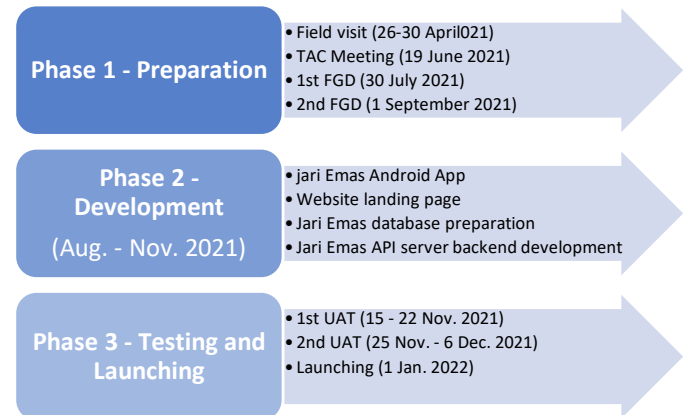 Phase 1 - Preparation
• Field visit (26-30 April021)
• TAC Meeting (19 June 2021)
• 1st FGD (30 July 2021)
• 2nd FGD (1 September 2021)
Phase 2 -
Development
(Aug. - Nov. 2021)
• jari Emas Android App
• Website landing page
• Jari Emas database preparation
• Jari Emas API server backend development
Phase 3 - Testing and
Launching
• 1st UAT (15 - 22 Nov. 2021)
• 2nd UAT (25 Nov. - 6 Dec. 2021)
• Launching (1 Jan. 2022)